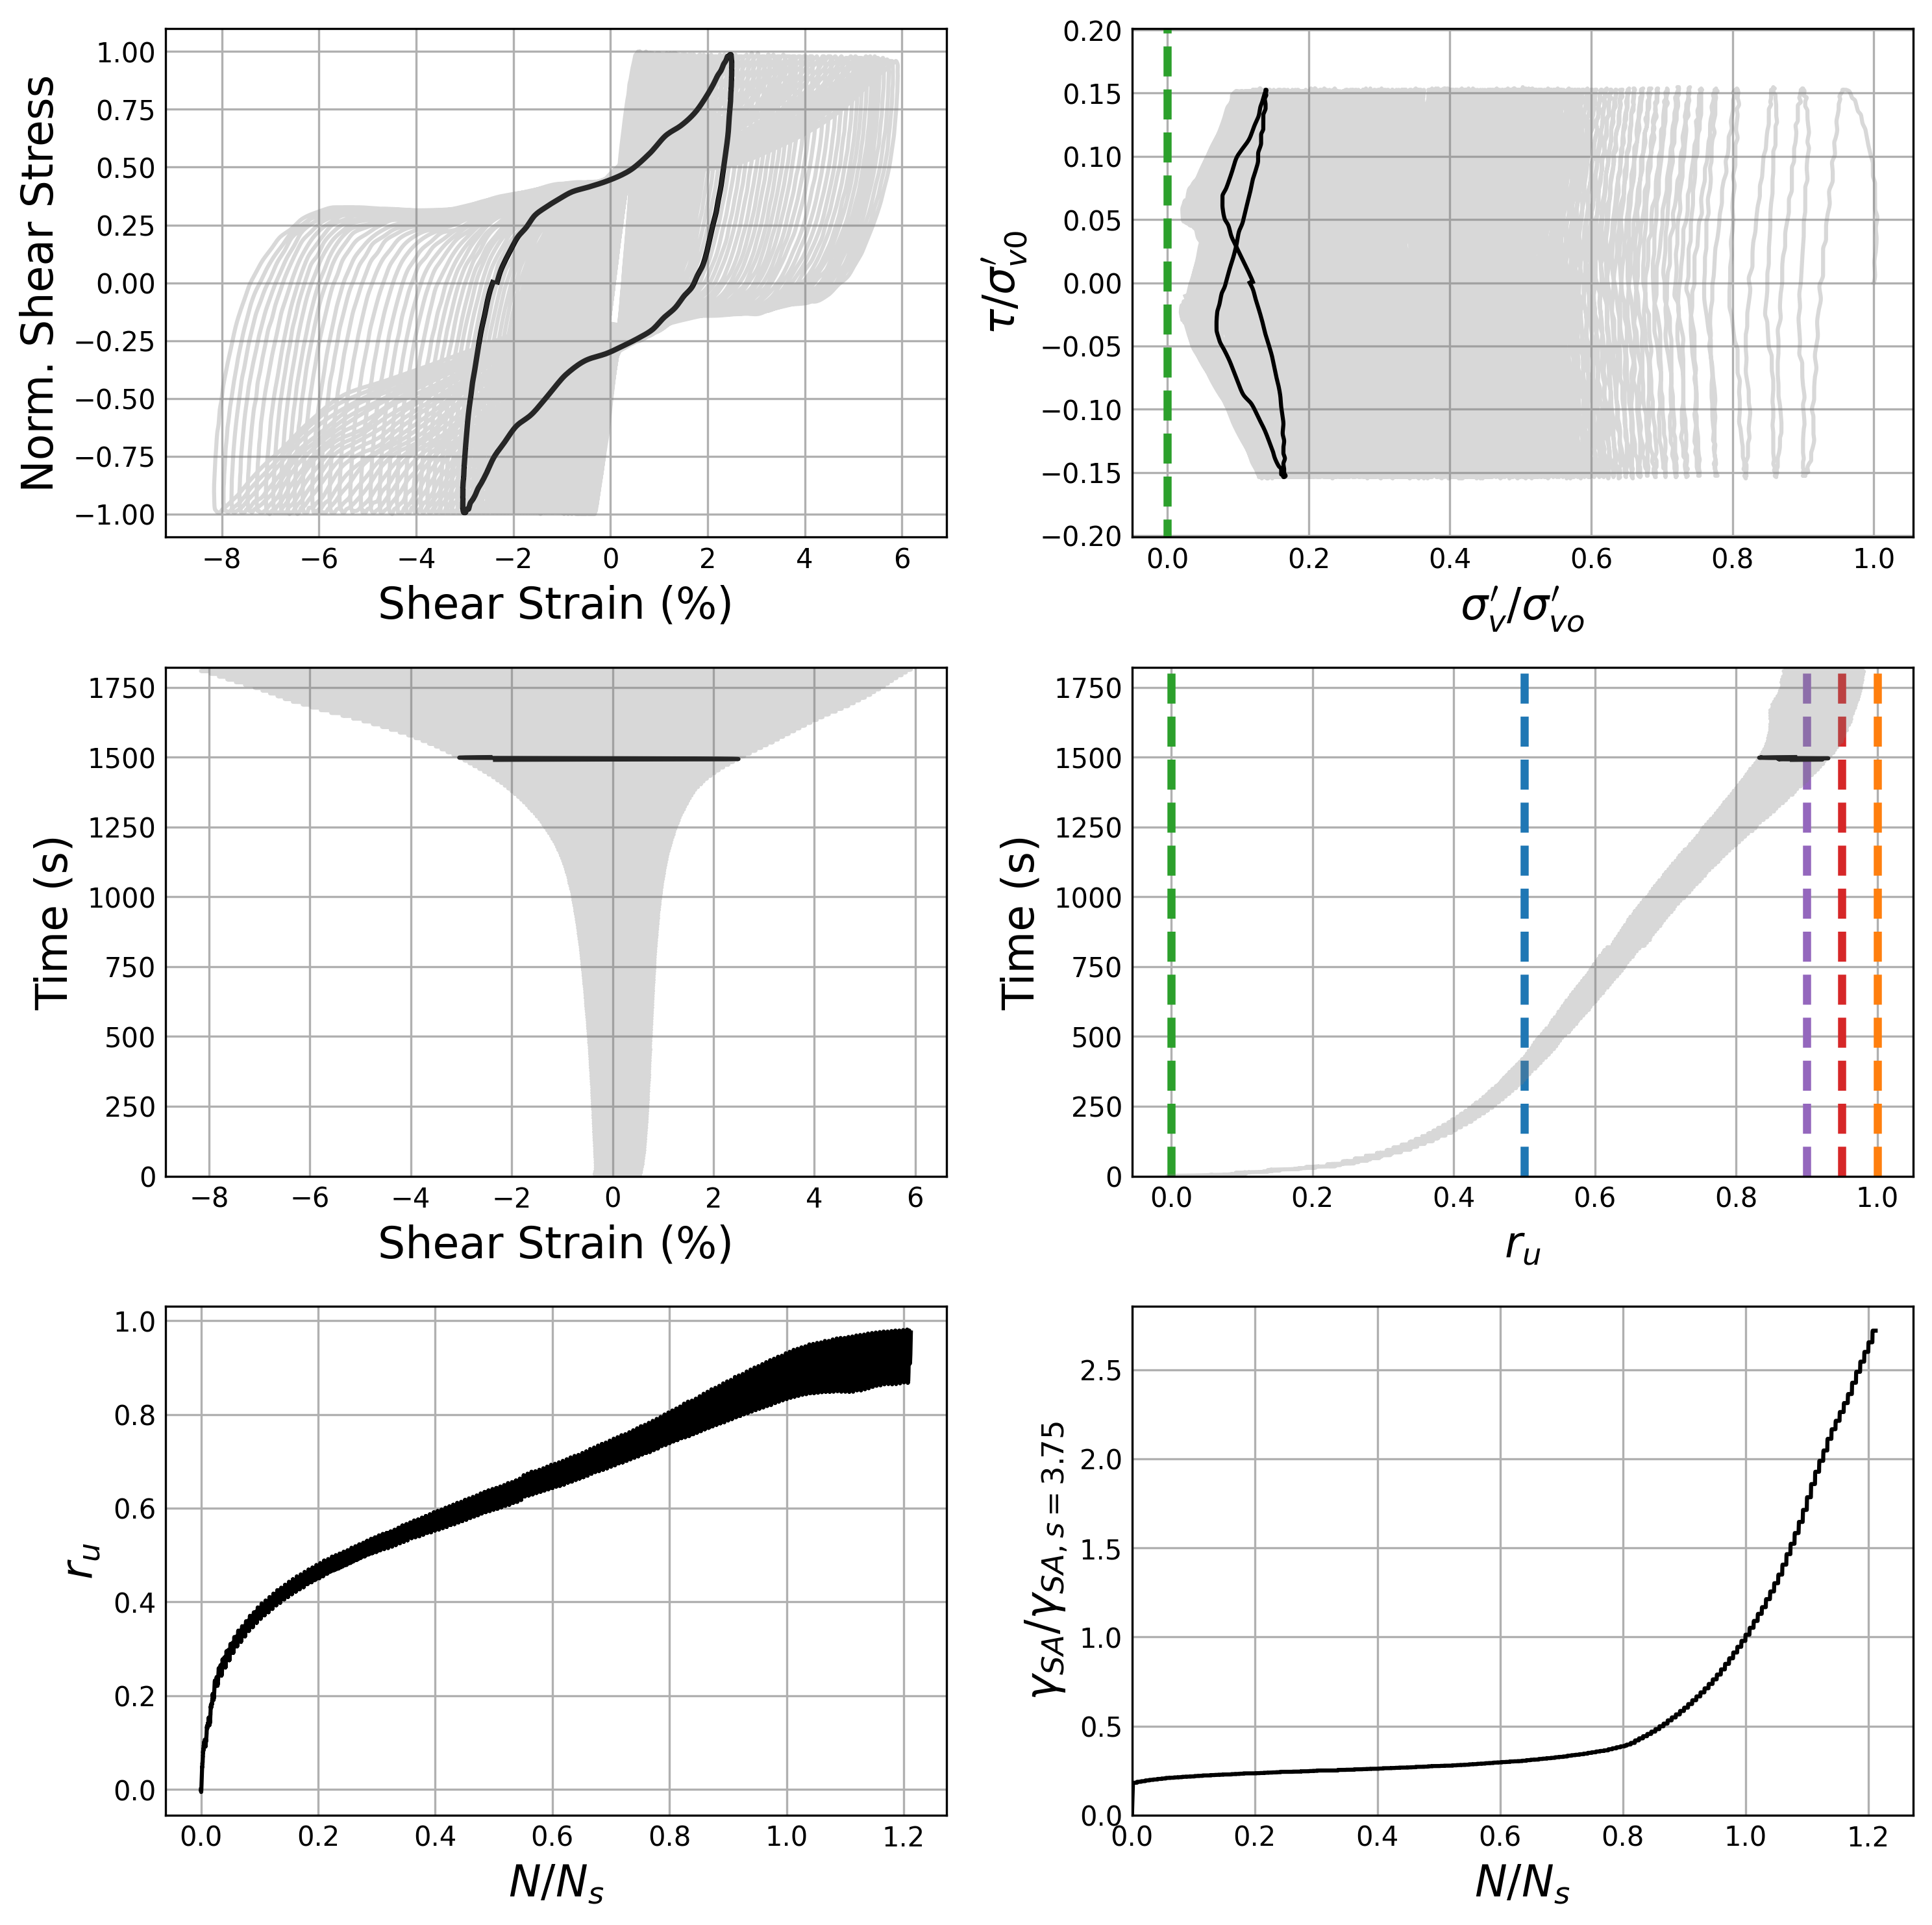 1.00
0.75
0.50
0.25
0.00
−0.25
−0.50
−0.75
−1.00
Norm. Shear Stress
−8 −6 −4 −2 0 2 4 6
Shear Strain (%)
0.20
0.15
0.10
0.05
0.00
−0.05
−0.10
−0.15
−0.20
τ/σ′v0
0.0 0.2 0.4 0.6 0.8 1.0
σ′v/σ′vo
1750
1500
1250
1000
750
500
250
0
Time (s)
−8 −6 −4 −2 0 2 4 6
Shear Strain (%)
1750
1500
1250
1000
750
500
250
0
Time (s)
0.0 0.2 0.4 0.6 0.8 1.0
ru
1.0
0.8
0.6
0.4
0.2
0.0
ru
0.0 0.2 0.4 0.6 0.8 1.0 1.2
N/Ns
2.5
2.0
1.5
1.0
0.5
0.0
γSA/γSA, s = 3.75
0.0 0.2 0.4 0.6 0.8 1.0 1.2
N/Ns